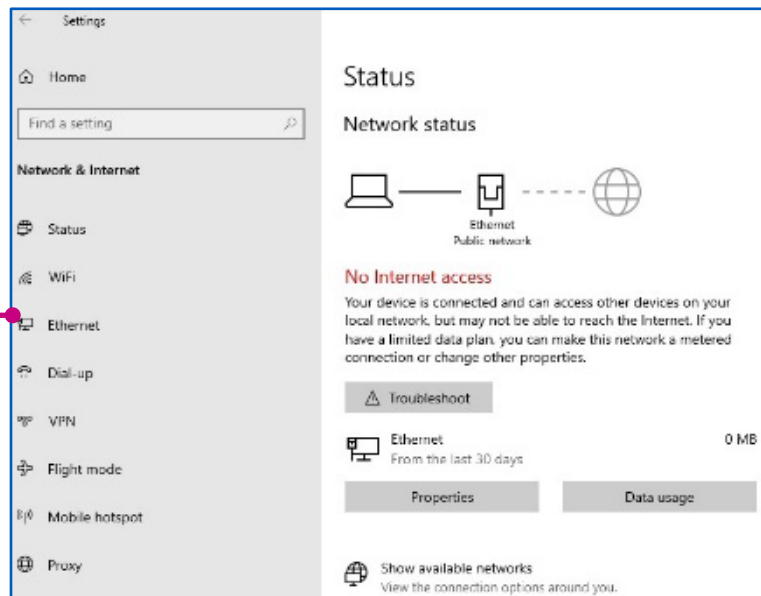 Settings
Home
Find a setting
Network & Internet
Status
WiFi
Ethernet
Dial-up
VPN
Flight mode
Mobile hotspot
Proxy
Status
Network status
Ethernet
Public network
No Internet access
Your device is connected and can access other devices on your
local network, but may not be able to reach the Internet. If you
have a limited data plan, you can make this network a metered
connection or change other properties.
Troubleshoot
Ethernet 0 MB
From the last 30 days
Properties Data usage
Show available networks
View the connection options around you.